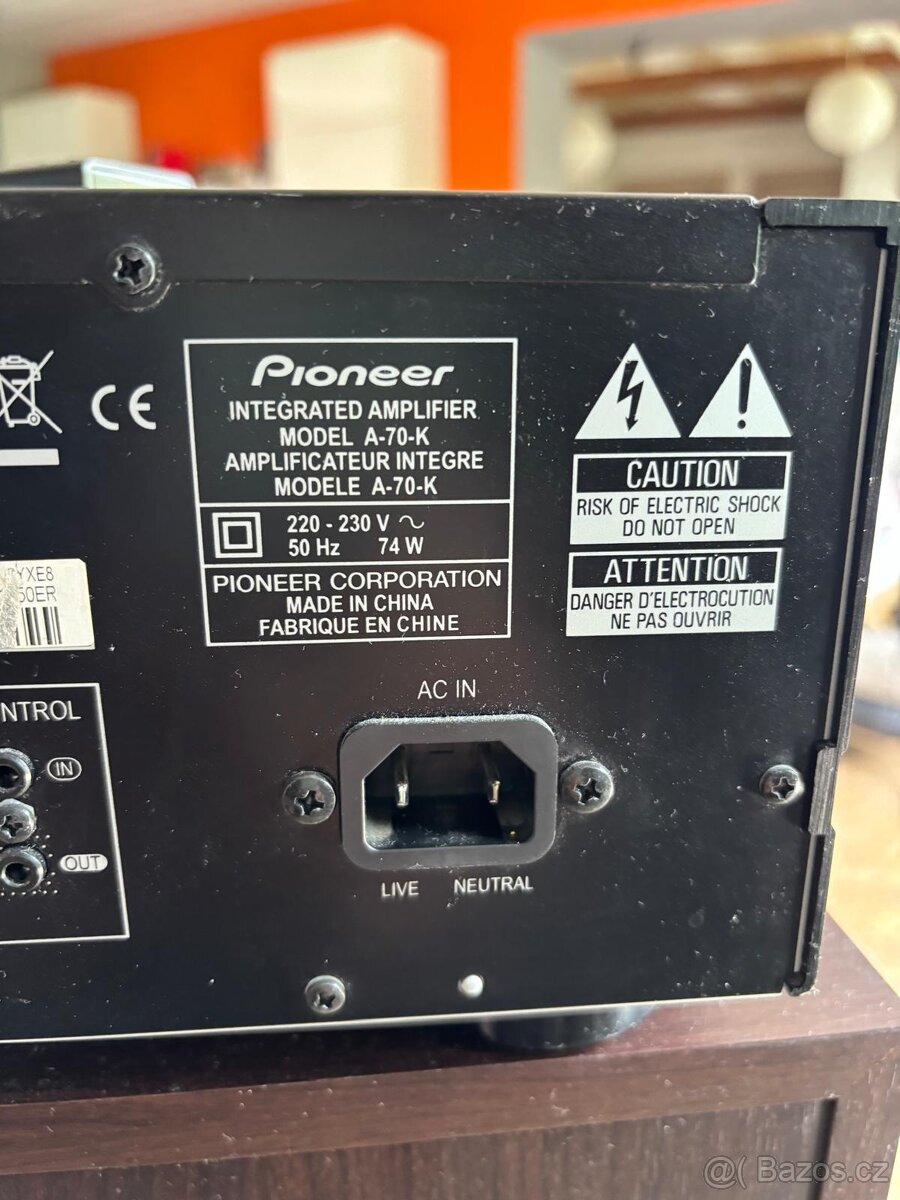 Pioneer
INTEGRATED AMPLIFIER
MODEL A-70-K
AMPLIFICATEUR INTEGRE
MODELE A-70-K
220 - 230 V ~
50 Hz 74 W
PIONEER CORPORATION
MADE IN CHINA
FABRIQUE EN CHINE
CE
CAUTION
RISK OF ELECTRIC SHOCK
DO NOT OPEN
ATTENTION
DANGER D'ELECTROCUTION
NE PAS OUVRIR
YXE8
50ER
NTROL
IN
OUT
AC IN
LIVE NEUTRAL
@( Bazos.cz